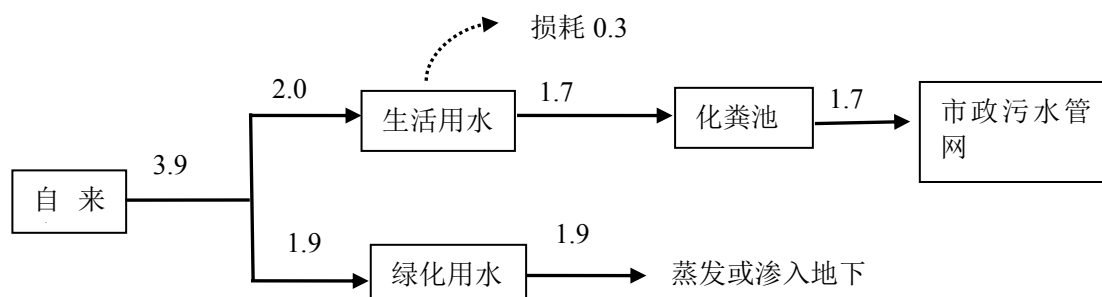 损耗 0.3
2.0
生活用水
1.7
化粪池
1.7
市政污水管
网
3.9
自 来
1.9
绿化用水
1.9
蒸发或渗入地下